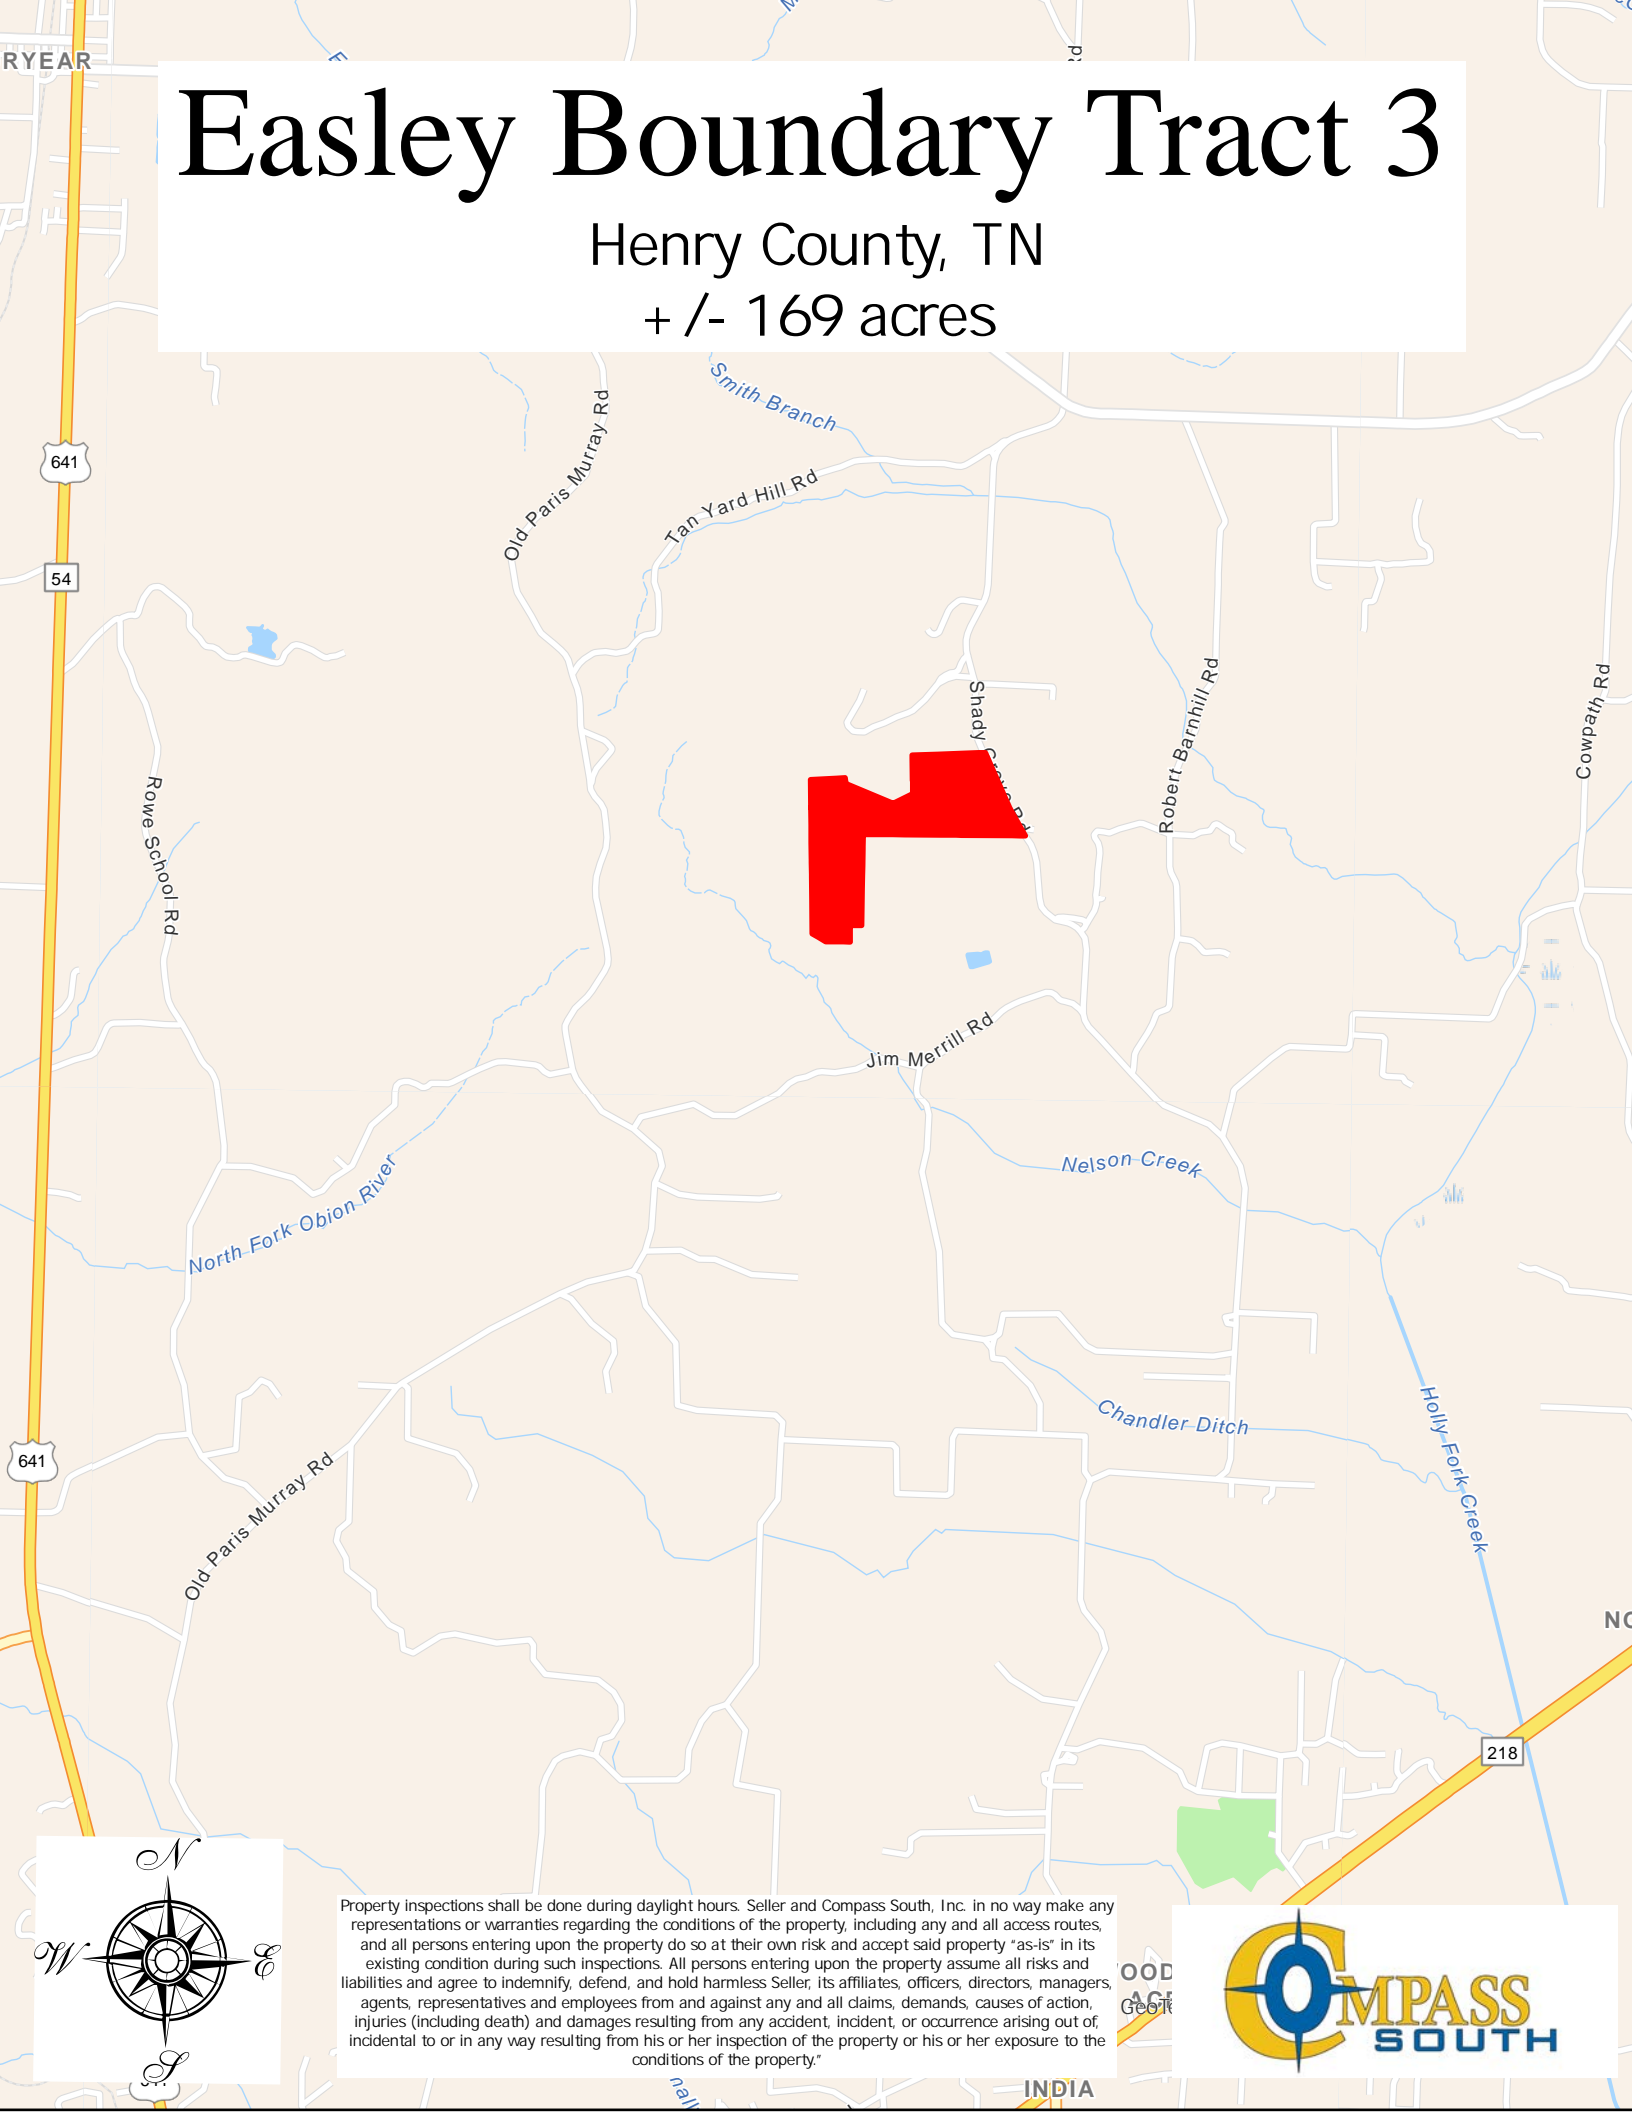 RYEAR
Easley Boundary Tract 3
Henry County, TN
+/- 169 acres
Smith Branch
Old Paris Murray Rd
641
Tan Yard Hill Rd
54
Shady Grove Rd
Robert Barnhill Rd
Cowpath Rd
Rowe School Rd
Jim Merrill Rd
Nelson Creek
North Fork Obion River
Chandler Ditch
Holly Fork Creek
641
Old Paris Murray Rd
NO
218
N
W
E
S
Property inspections shall be done during daylight hours. Seller and Compass South, Inc. in no way make any
representations or warranties regarding the conditions of the property, including any and all access routes,
and all persons entering upon the property do so at their own risk and accept said property “as-is” in its
existing condition during such inspections. All persons entering upon the property assume all risks and
liabilities and agree to indemnify, defend, and hold harmless Seller, its affiliates, officers, directors, managers,
agents, representatives and employees from and against any and all claims, demands, causes of action,
injuries (including death) and damages resulting from any accident, incident, or occurrence arising out of,
incidental to or in any way resulting from his or her inspection of the property or his or her exposure to the
conditions of the property.”
COMPASS
SOUTH
INDIA